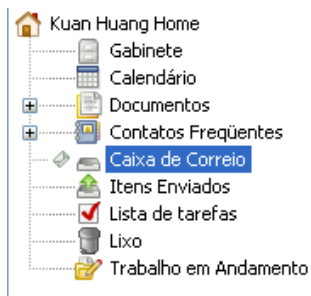 Kuan Huang Home
Gabinete
Calendário
Documentos
Contatos Freqüentes
Caixa de Correio
Itens Enviados
Lista de tarefas
Lixo
Trabalho em Andamento